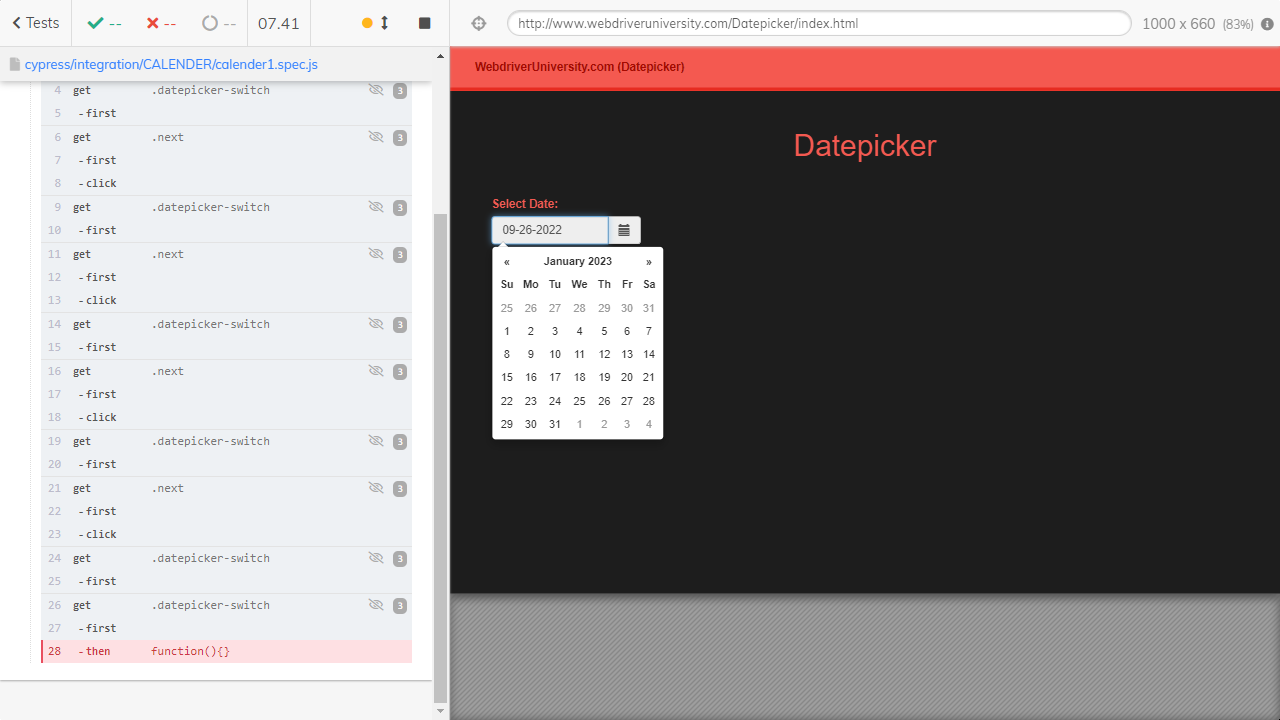 Tests -- -- -- 07.41
cypress/integration/CALENDER/calender1.spec.js
4 get .datepicker-switch 3
5 -first
6 get .next 3
7 -first
8 -click
9 get .datepicker-switch 3
10 -first
11 get .next 3
12 -first
13 -click
14 get .datepicker-switch 3
15 -first
16 get .next 3
17 -first
18 -click
19 get .datepicker-switch 3
20 -first
21 get .next 3
22 -first
23 -click
24 get .datepicker-switch 3
25 -first
26 get .datepicker-switch 3
27 -first
28 -then function(){}
http://www.webdriveruniversity.com/Datepicker/index.html 1000 x 660 (83%)
WebdriverUniversity.com (Datepicker)
Datepicker
Select Date:
09-26-2022
« January 2023 »
Su Mo Tu We Th Fr Sa
25 26 27 28 29 30 31
1 2 3 4 5 6 7
8 9 10 11 12 13 14
15 16 17 18 19 20 21
22 23 24 25 26 27 28
29 30 31 1 2 3 4